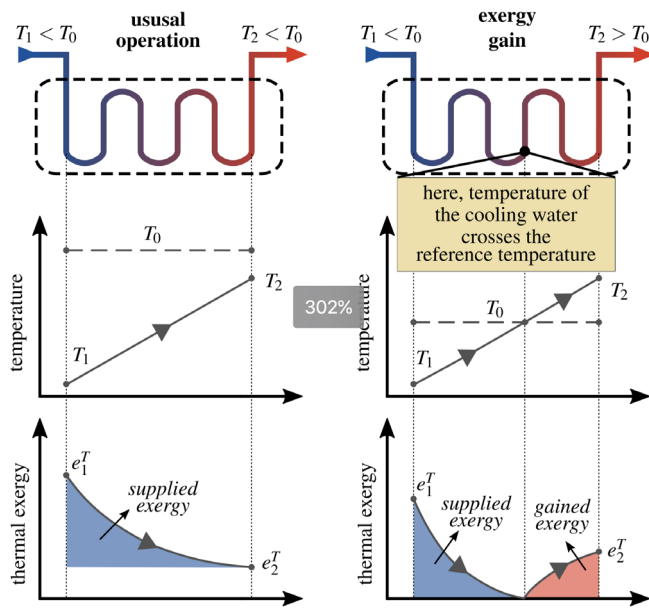 ususal
operation
T₁ < T₀
T₂ < T₀
exergy
gain
T₁ < T₀
T₂ > T₀
here, temperature of
the cooling water
crosses the
reference temperature
temperature
T₀
T₂
T₁
302%
temperature
T₀
T₂
T₁
thermal exergy
e₁ᵀ
supplied
exergy
e₂ᵀ
thermal exergy
e₁ᵀ
supplied
exergy
gained
exergy
e₂ᵀ